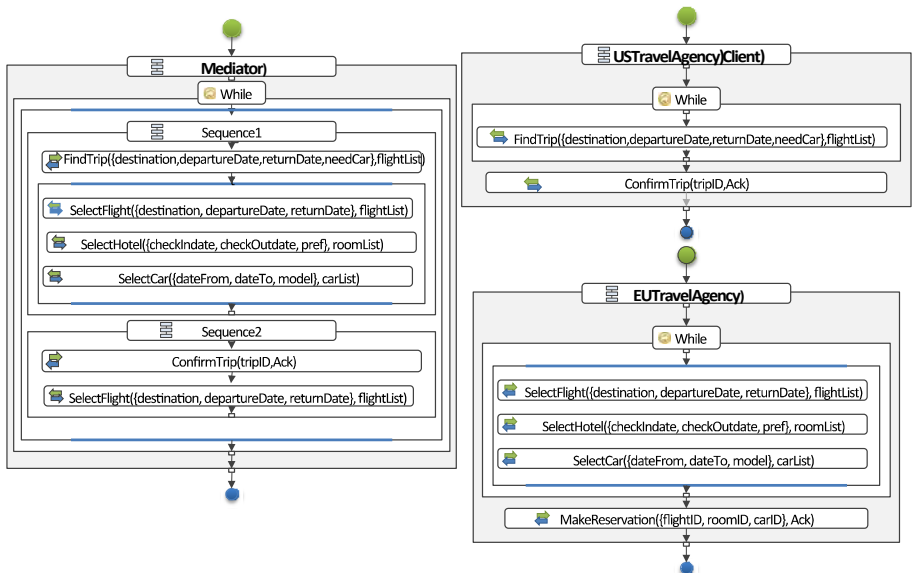 Mediator)
While
Sequence1
FindTrip({destination,departureDate,returnDate,needCar},flightList)
SelectFlight({destination, departureDate, returnDate}, flightList)
SelectHotel({checkIndate, checkOutdate, pref}, roomList)
SelectCar({dateFrom, dateTo, model}, carList)
Sequence2
ConfirmTrip(tripID,Ack)
SelectFlight({destination, departureDate, returnDate}, flightList)
USTravelAgency)Client)
While
FindTrip({destination,departureDate,returnDate,needCar},flightList)
ConfirmTrip(tripID,Ack)
EUTravelAgency)
While
SelectFlight({destination, departureDate, returnDate}, flightList)
SelectHotel({checkIndate, checkOutdate, pref}, roomList)
SelectCar({dateFrom, dateTo, model}, carList)
MakeReservation({flightID, roomID, carID}, Ack)